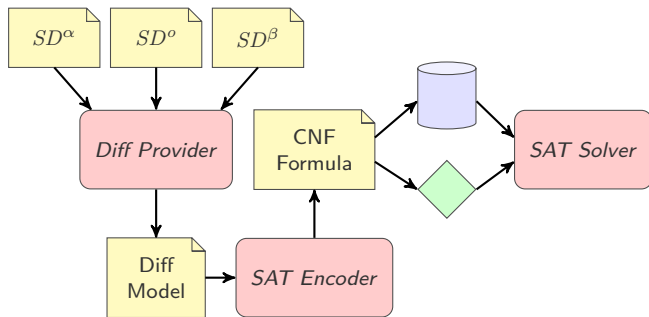 SD^α
SD^o
SD^β
Diff Provider
CNF
Formula
SAT Solver
Diff
Model
SAT Encoder